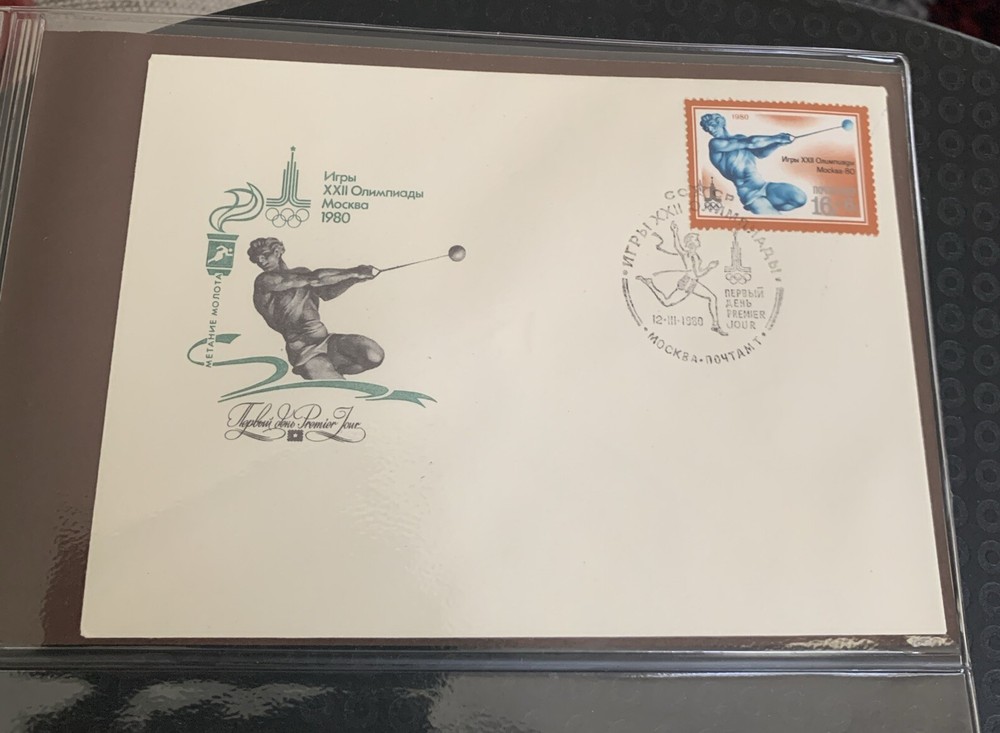 Игры
XXII Олимпиады
Москва
1980
МЕТАНИЕ МОЛОТА
Первый день Premier Jour
1980
Игры XXII Олимпиады
Москва-80
16
СССР
ИГРЫ XXII ОЛИМПИАДЫ
ПЕРВЫЙ
ДЕНЬ
PREMIER
JOUR
12·III·1980
МОСКВА·ПОЧТАМТ·